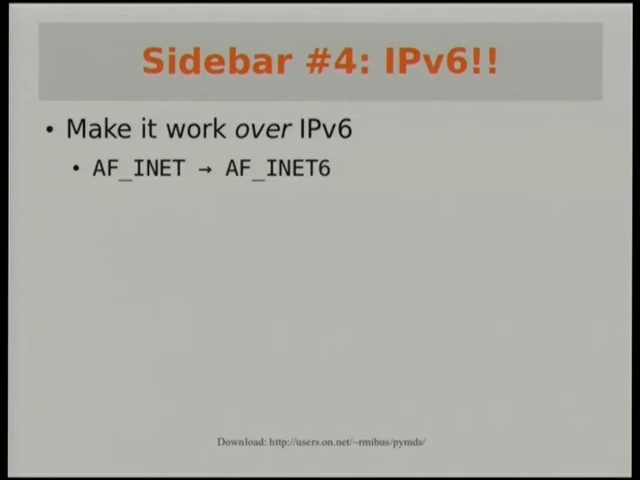 Sidebar #4: IPv6!!
• Make it work over IPv6
• AF_INET → AF_INET6
Download: http://users.on.net/~rmibus/pymds/